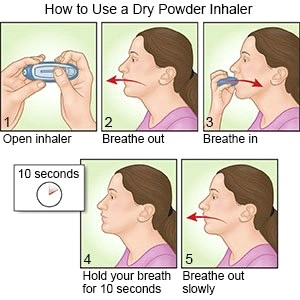 How to Use a Dry Powder Inhaler
1
Open inhaler
2
Breathe out
3
Breathe in
10 seconds
4
Hold your breath
for 10 seconds
5
Breathe out
slowly